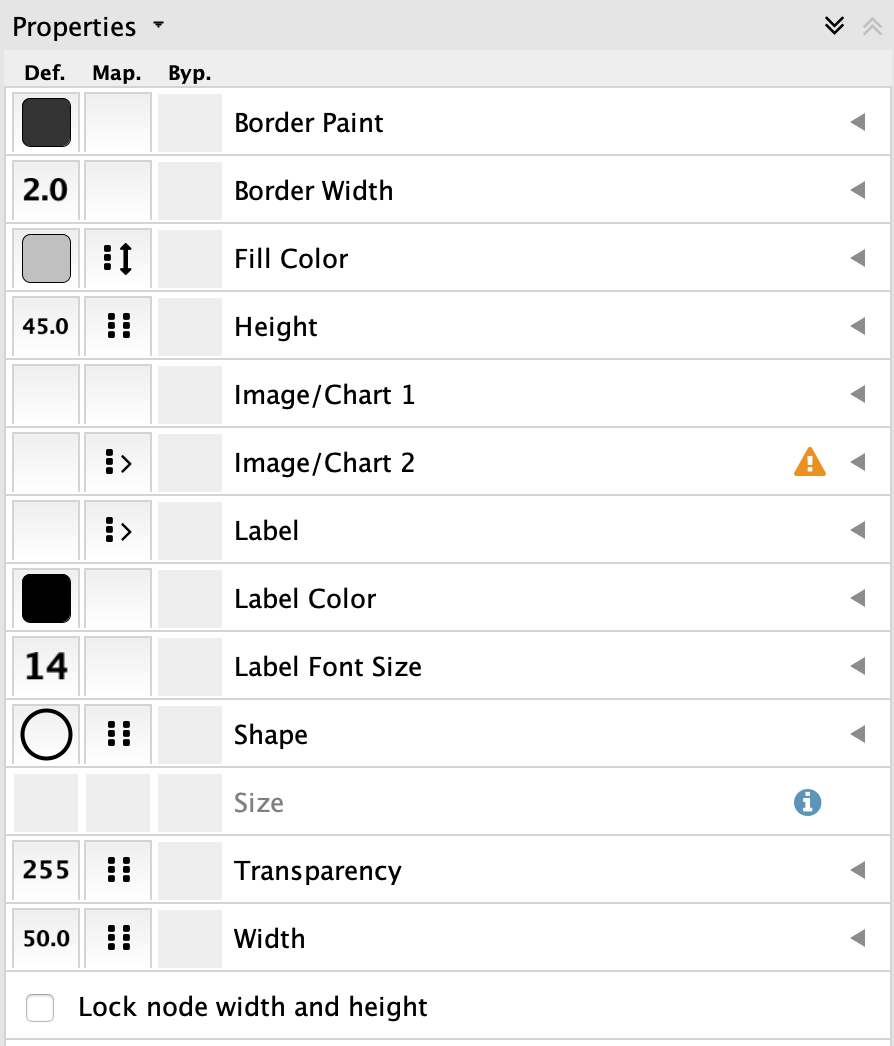 Properties
Def. Map. Byp.
Border Paint
2.0 Border Width
Fill Color
45.0 Height
Image/Chart 1
Image/Chart 2
Label
Label Color
14 Label Font Size
Shape
Size
255 Transparency
50.0 Width
Lock node width and height